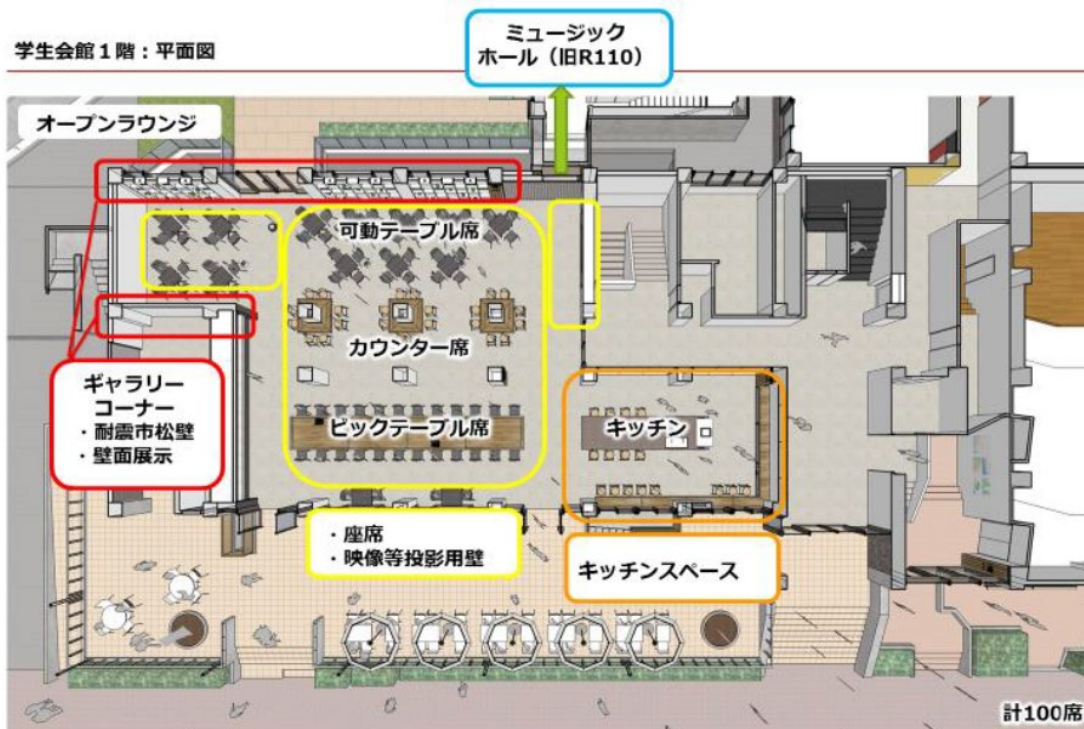 学生会館1階:平面図
ミュージック
ホール(旧R110)
オープンラウンジ
可動テーブル席
カウンター席
ビックテーブル席
キッチン
ギャラリー
コーナー
・耐震市松壁
・壁面展示
・座席
・映像等投影用壁
キッチンスペース
計100席